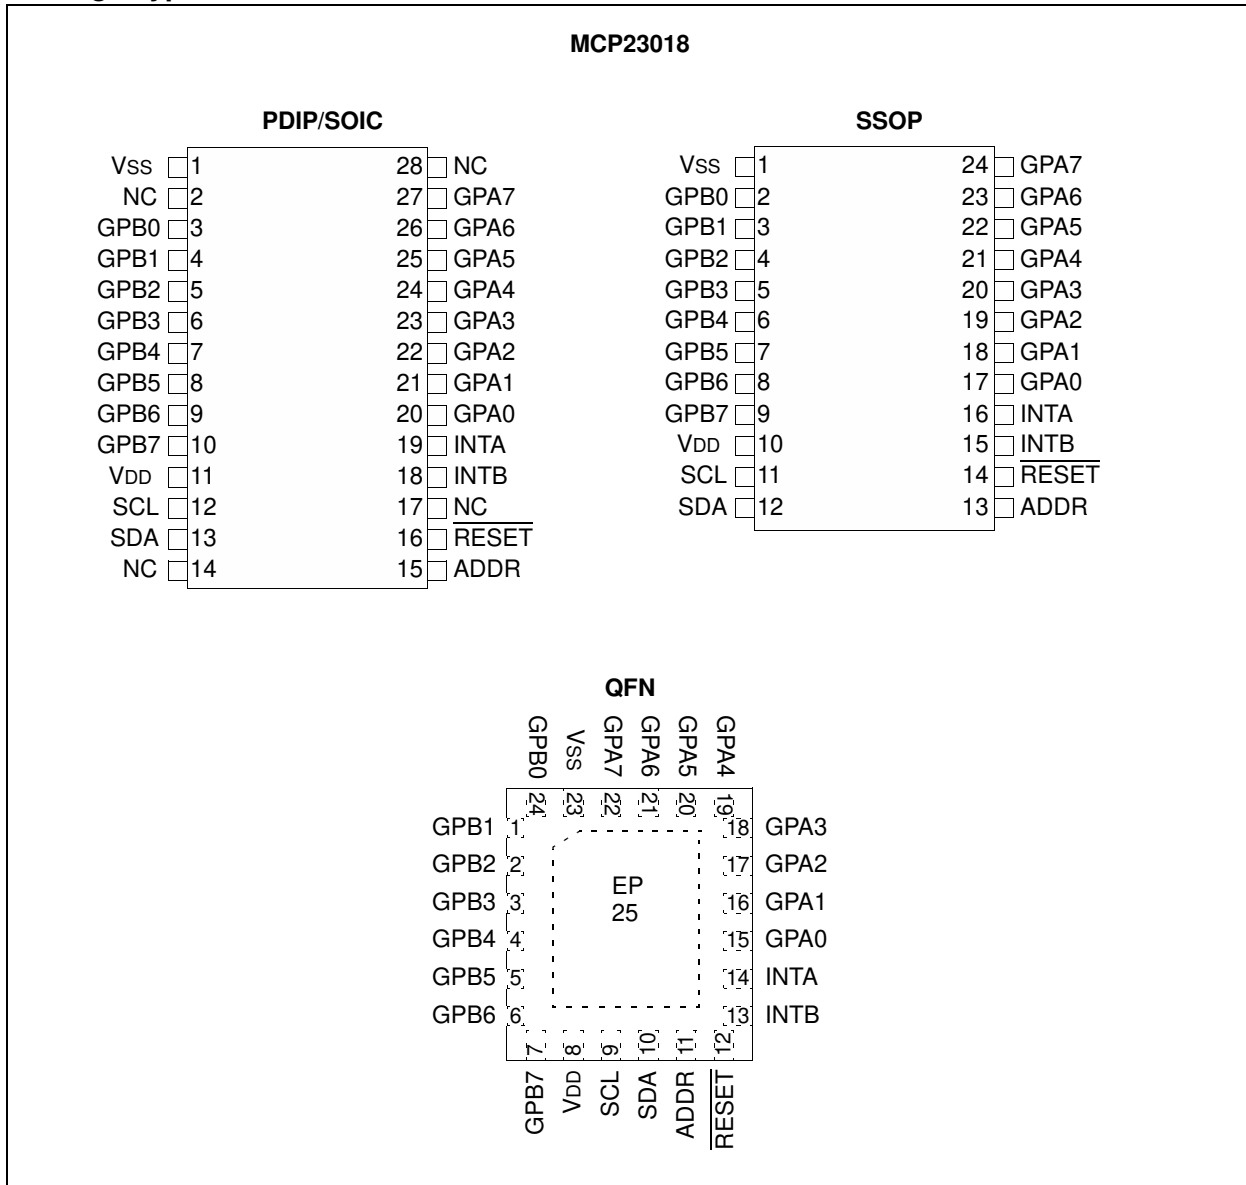 MCP23018
PDIP/SOIC
VSS 1 28 NC
NC 2 27 GPA7
GPB0 3 26 GPA6
GPB1 4 25 GPA5
GPB2 5 24 GPA4
GPB3 6 23 GPA3
GPB4 7 22 GPA2
GPB5 8 21 GPA1
GPB6 9 20 GPA0
GPB7 10 19 INTA
VDD 11 18 INTB
SCL 12 17 NC
SDA 13 16 RESET
NC 14 15 ADDR
SSOP
VSS 1 24 GPA7
GPB0 2 23 GPA6
GPB1 3 22 GPA5
GPB2 4 21 GPA4
GPB3 5 20 GPA3
GPB4 6 19 GPA2
GPB5 7 18 GPA1
GPB6 8 17 GPA0
GPB7 9 16 INTA
VDD 10 15 INTB
SCL 11 14 RESET
SDA 12 13 ADDR
QFN
GPB0 VSS GPA7 GPA6 GPA5 GPA4
24 23 22 21 20 19
GPB1 1 18 GPA3
GPB2 2 17 GPA2
GPB3 3 16 GPA1
GPB4 4 15 GPA0
GPB5 5 14 INTA
GPB6 6 13 INTB
EP
25
7 8 9 10 11 12
GPB7 VDD SCL SDA ADDR RESET